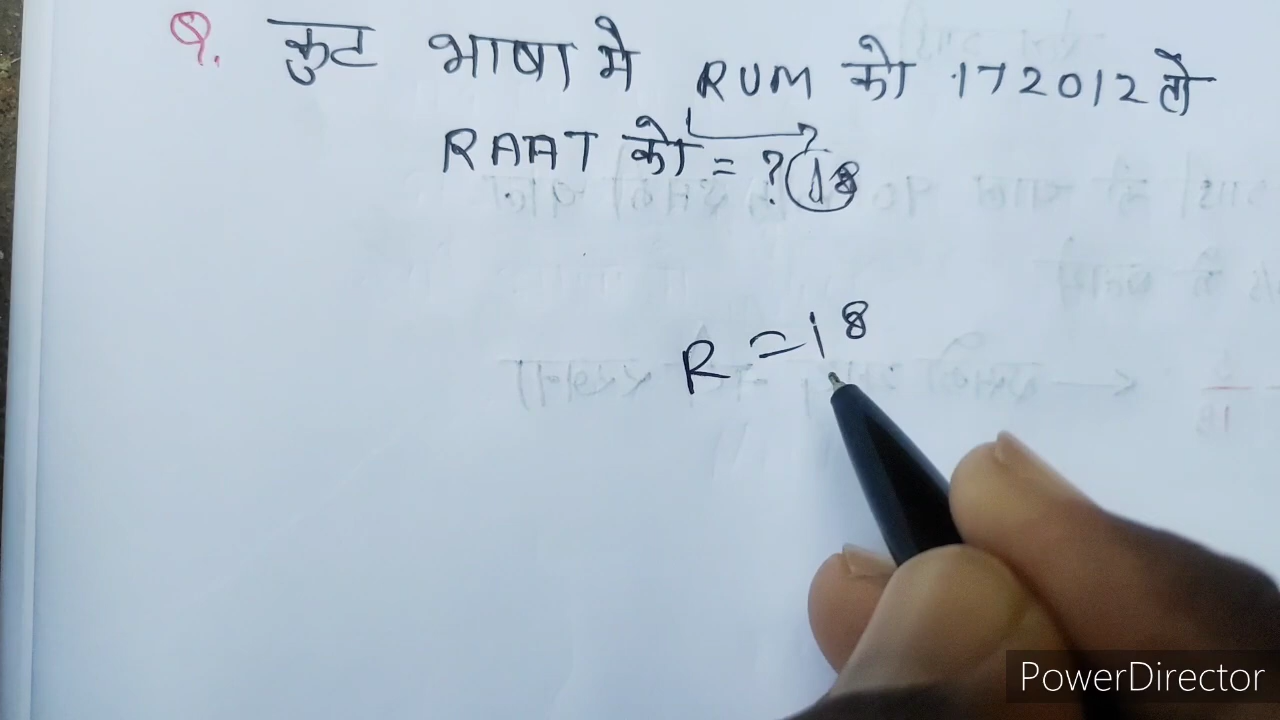 Q. कुट भाषा मे RUM को 172012 तो
RAAT को = ? 18
R = 18
PowerDirector